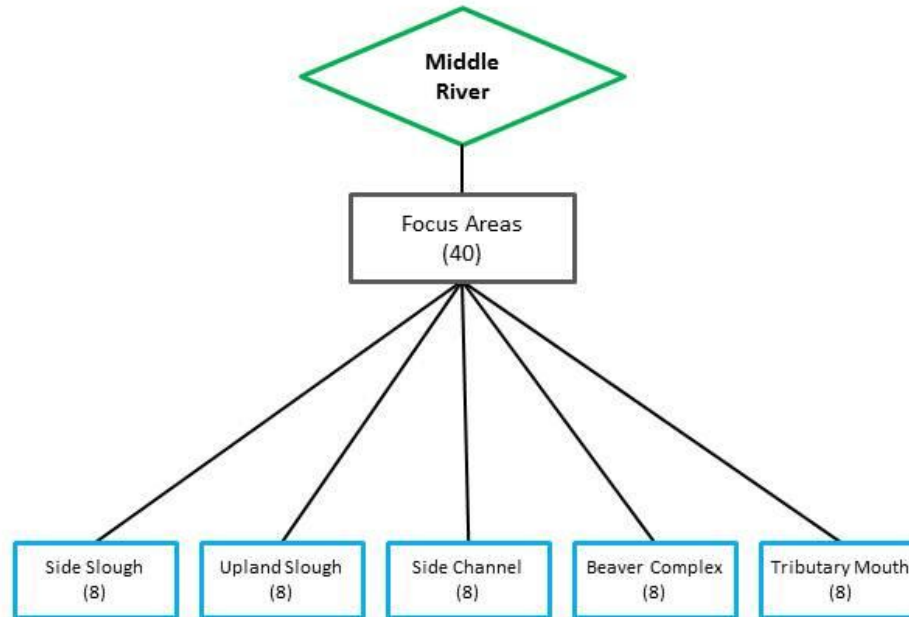 Middle
River
Focus Areas
(40)
Side Slough
(8)
Upland Slough
(8)
Side Channel
(8)
Beaver Complex
(8)
Tributary Mouth
(8)